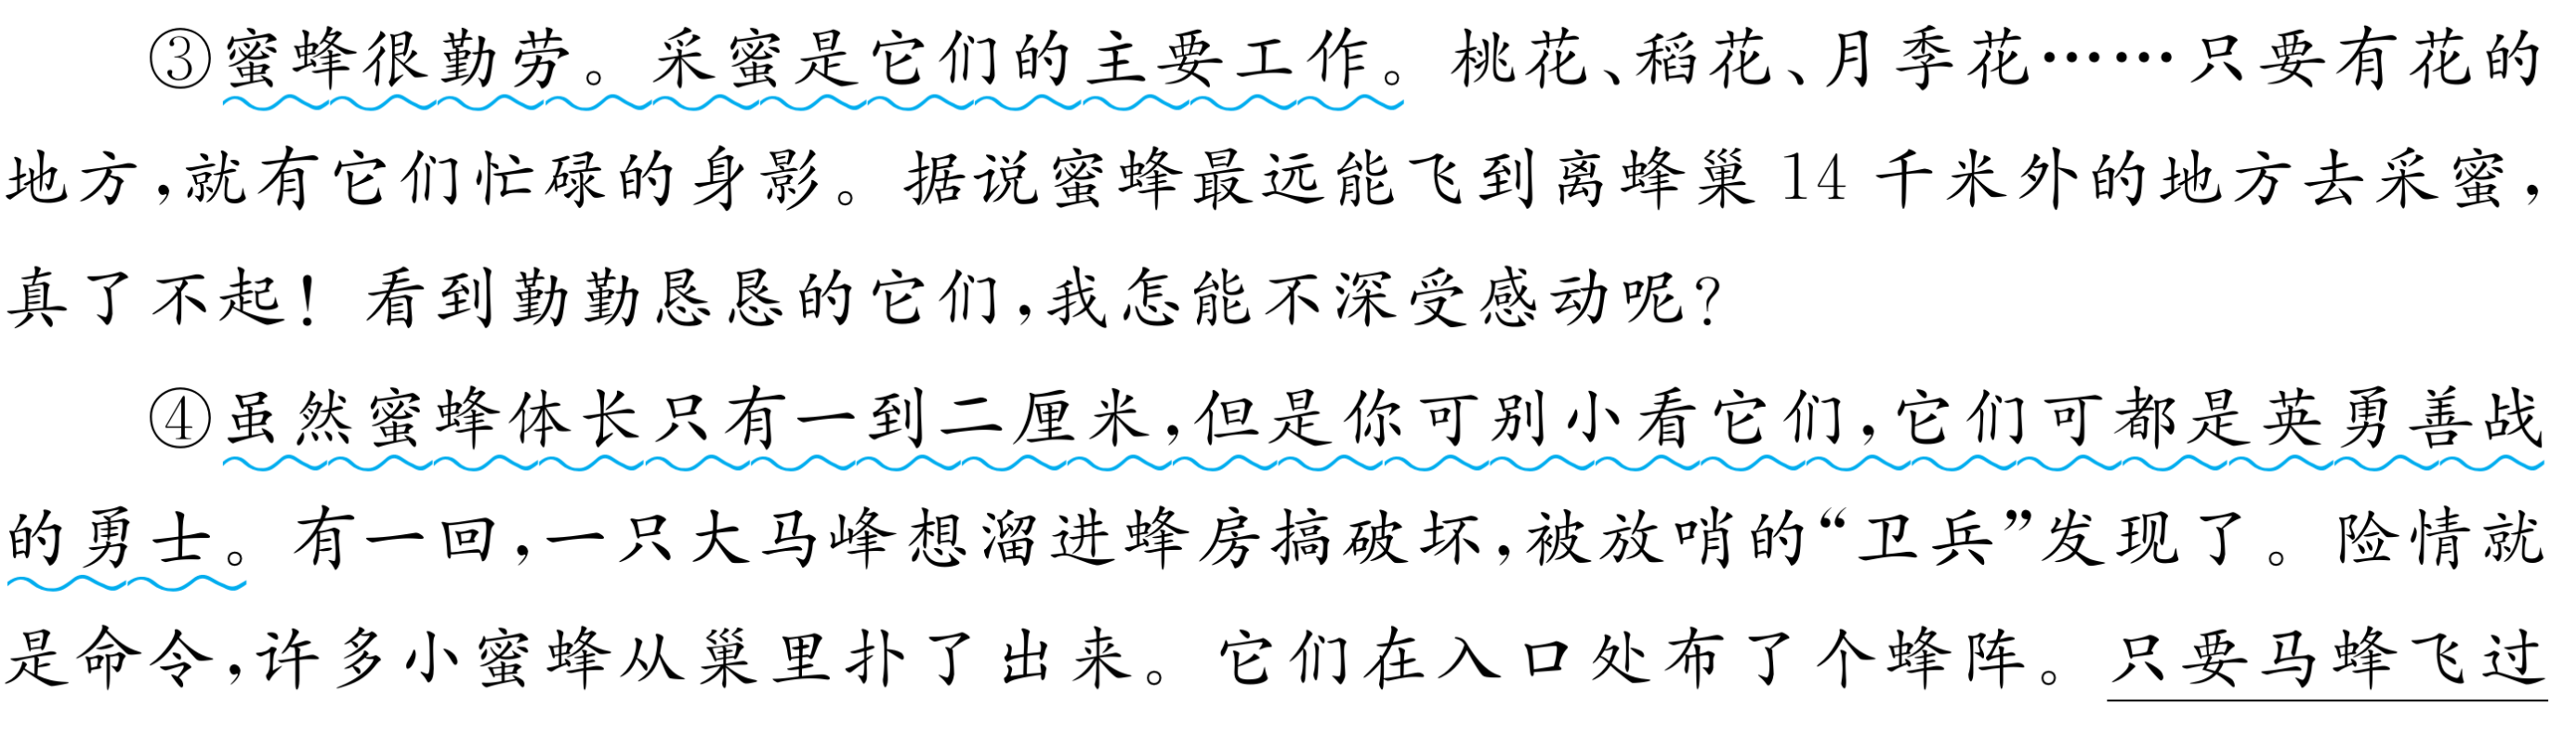 ③蜜蜂很勤劳。采蜜是它们的主要工作。桃花、稻花、月季花……只要有花的
地方，就有它们忙碌的身影。据说蜜蜂最远能飞到离蜂巢 14 千米外的地方去采蜜，
真了不起！看到勤勤恳恳的它们，我怎能不深受感动呢？
④虽然蜜蜂体长只有一到二厘米，但是你可别小看它们，它们可都是英勇善战
的勇士。有一回，一只大马峰想溜进蜂房搞破坏，被放哨的“卫兵”发现了。险情就
是命令，许多小蜜蜂从巢里扑了出来。它们在入口处布了个蜂阵。只要马蜂飞过